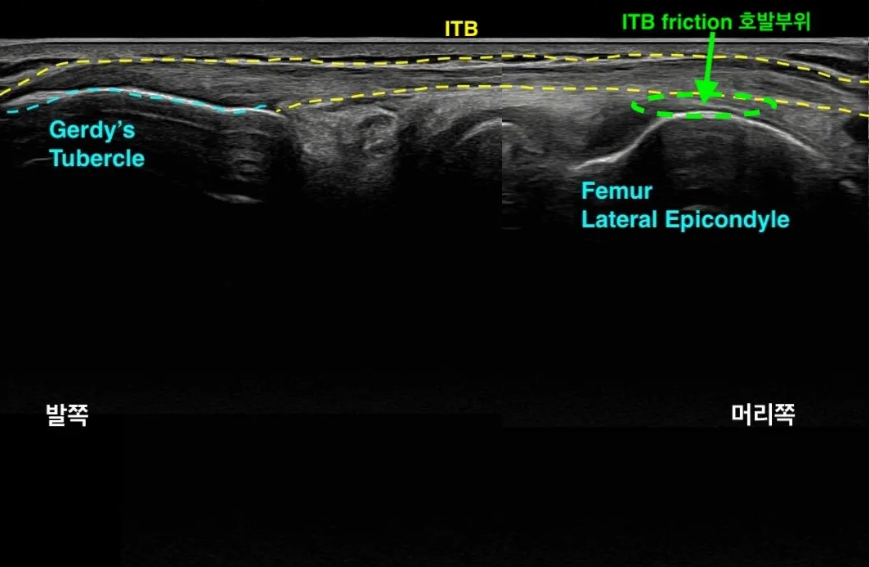 ITB
ITB friction 호발부위
Gerdy's
Tubercle
Femur
Lateral Epicondyle
발쪽
머리쪽